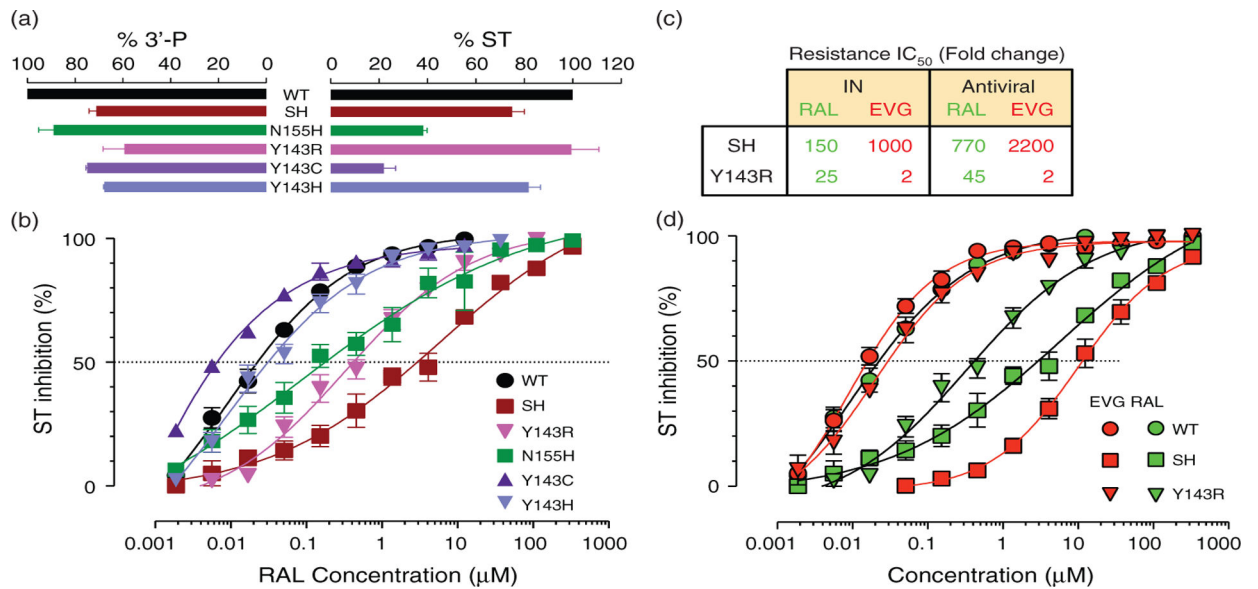 (a)
% 3'-P % ST
100 80 60 40 20 0 0 20 40 60 80 100 120
WT
SH
N155H
Y143R
Y143C
Y143H
(c)
Resistance IC50 (Fold change)
IN Antiviral
RAL EVG RAL EVG
SH 150 1000 770 2200
Y143R 25 2 45 2
(b)
ST inhibition (%)
100
50
0
WT
SH
Y143R
N155H
Y143C
Y143H
0.001 0.01 0.1 1 10 100 1000
RAL Concentration (μM)
(d)
ST inhibition (%)
100
50
0
EVG RAL
WT
SH
Y143R
0.001 0.01 0.1 1 10 100 1000
Concentration (μM)